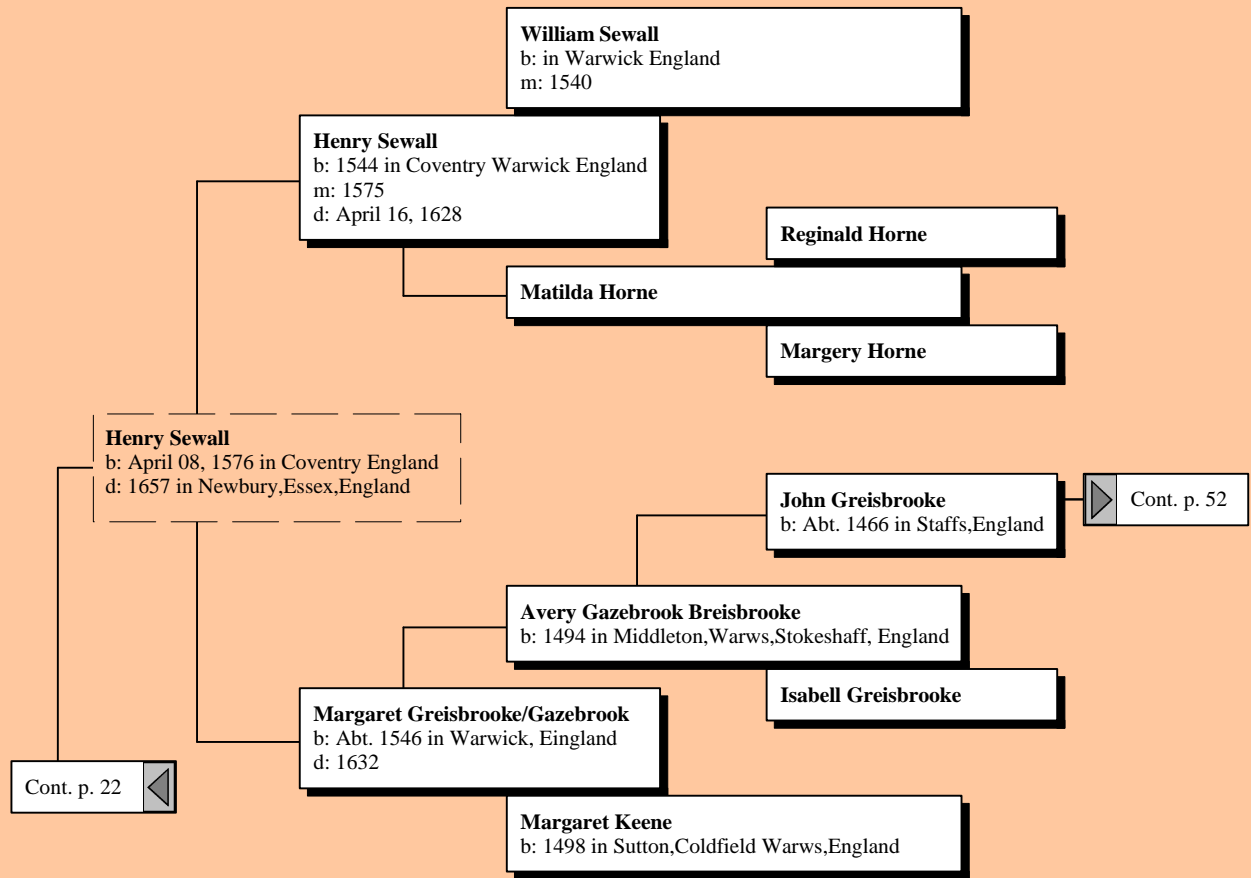 William Sewall
b: in Warwick England
m: 1540
Henry Sewall
b: 1544 in Coventry Warwick England
m: 1575
d: April 16, 1628
Reginald Horne
Matilda Horne
Margery Horne
Henry Sewall
b: April 08, 1576 in Coventry England
d: 1657 in Newbury,Essex,England
John Greisbrooke
b: Abt. 1466 in Staffs,England
Cont. p. 52
Avery Gazebrook Breisbrooke
b: 1494 in Middleton,Warws,Stokeshaff, England
Isabell Greisbrooke
Margaret Greisbrooke/Gazebrook
b: Abt. 1546 in Warwick, Eingland
d: 1632
Cont. p. 22
Margaret Keene
b: 1498 in Sutton,Coldfield Warws,England